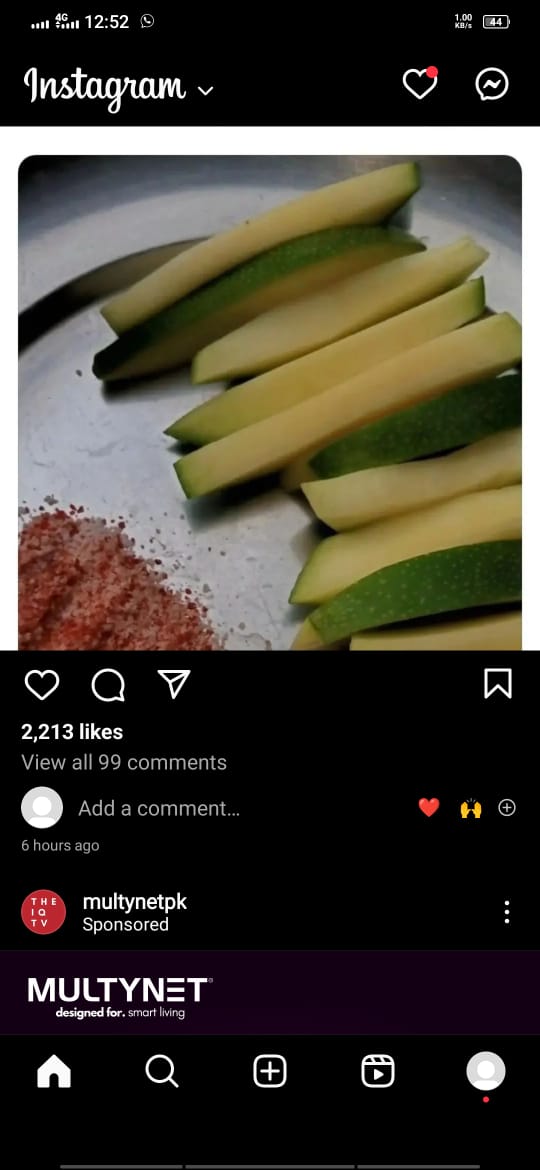 4G 12:52 1.00 KB/s 44
Instagram
2,213 likes
View all 99 comments
Add a comment...
6 hours ago
THE IQ TV
multynetpk
Sponsored
MULTYNET
designed for. smart living